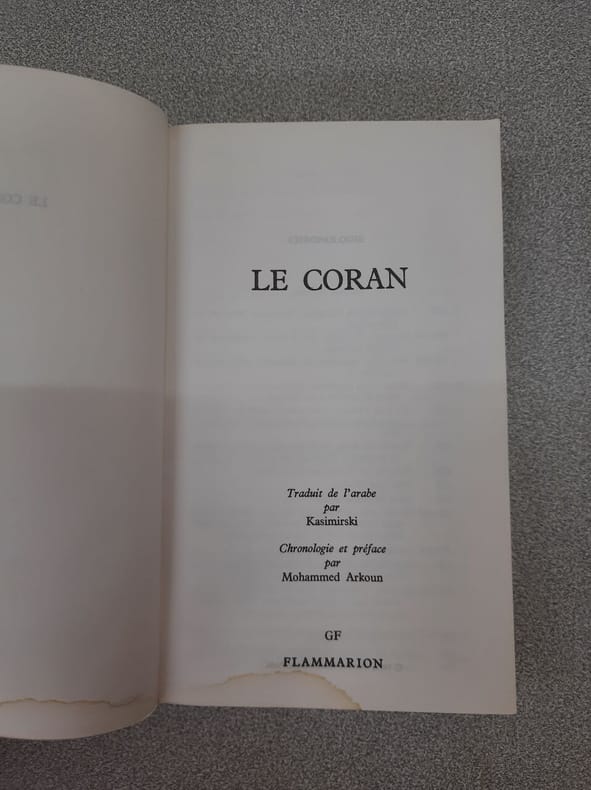 LE CORAN
Traduit de l'arabe
par
Kasimirski
Chronologie et préface
par
Mohammed Arkoun
GF
FLAMMARION